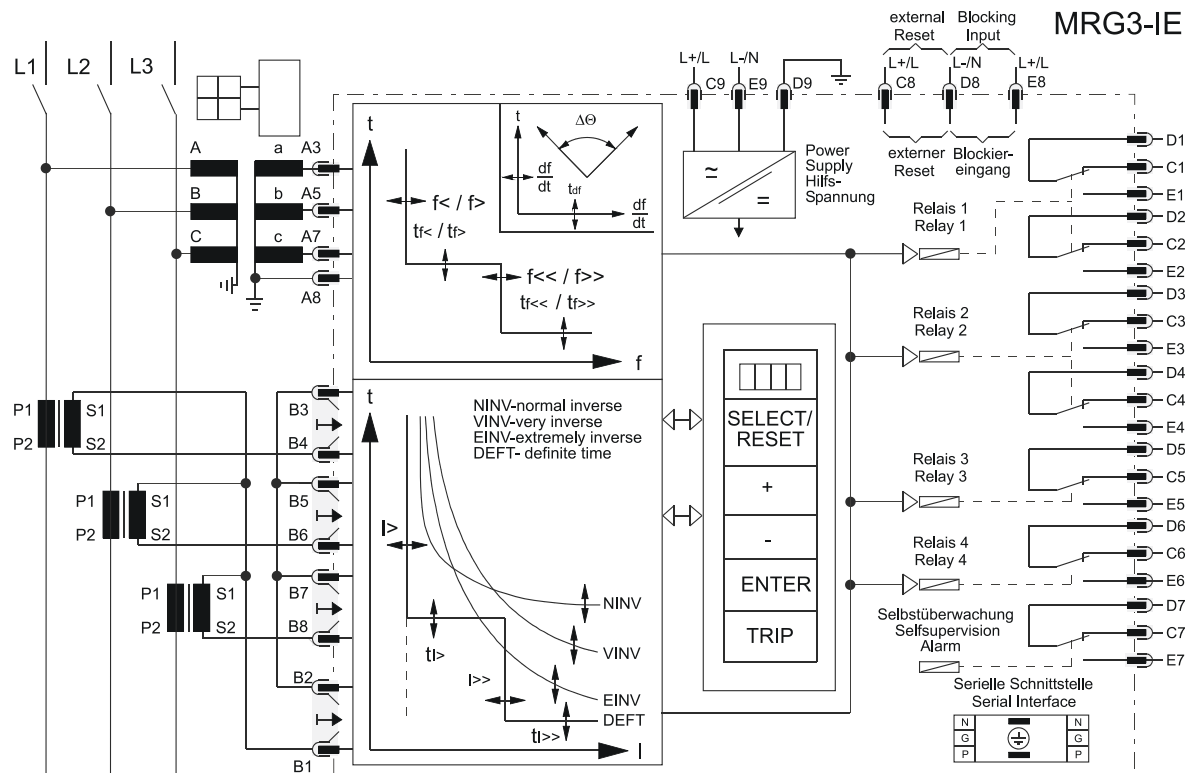 MRG3-IE
external
Reset
Blocking
Input
L+/L
L-/N
L+/L
L-/N
L+/L
C9
E9
D9
C8
D8
E8
externer
Reset
Blockier-
eingang
Power
Supply
Hilfs-
Spannung
≃
=
L1
L2
L3
A
a
A3
B
b
A5
C
c
A7
A8
t
f< / f>
tf< / tf>
f<< / f>>
tf<< / tf>>
f
t
ΔΘ
df
dt
tdf
df
dt
P1
S1
P2
S2
P1
S1
P2
S2
P1
S1
P2
S2
B3
B4
B5
B6
B7
B8
B2
B1
t
NINV-normal inverse
VINV-very inverse
EINV-extremely inverse
DEFT- definite time
I>
tI>
I>>
tI>>
NINV
VINV
EINV
DEFT
I
SELECT/
RESET
+
-
ENTER
TRIP
Relais 1
Relay 1
Relais 2
Relay 2
Relais 3
Relay 3
Relais 4
Relay 4
Selbstüberwachung
Selfsupervision
Alarm
Serielle Schnittstelle
Serial Interface
N
G
P
N
G
P
D1
C1
E1
D2
C2
E2
D3
C3
E3
D4
C4
E4
D5
C5
E5
D6
C6
E6
D7
C7
E7